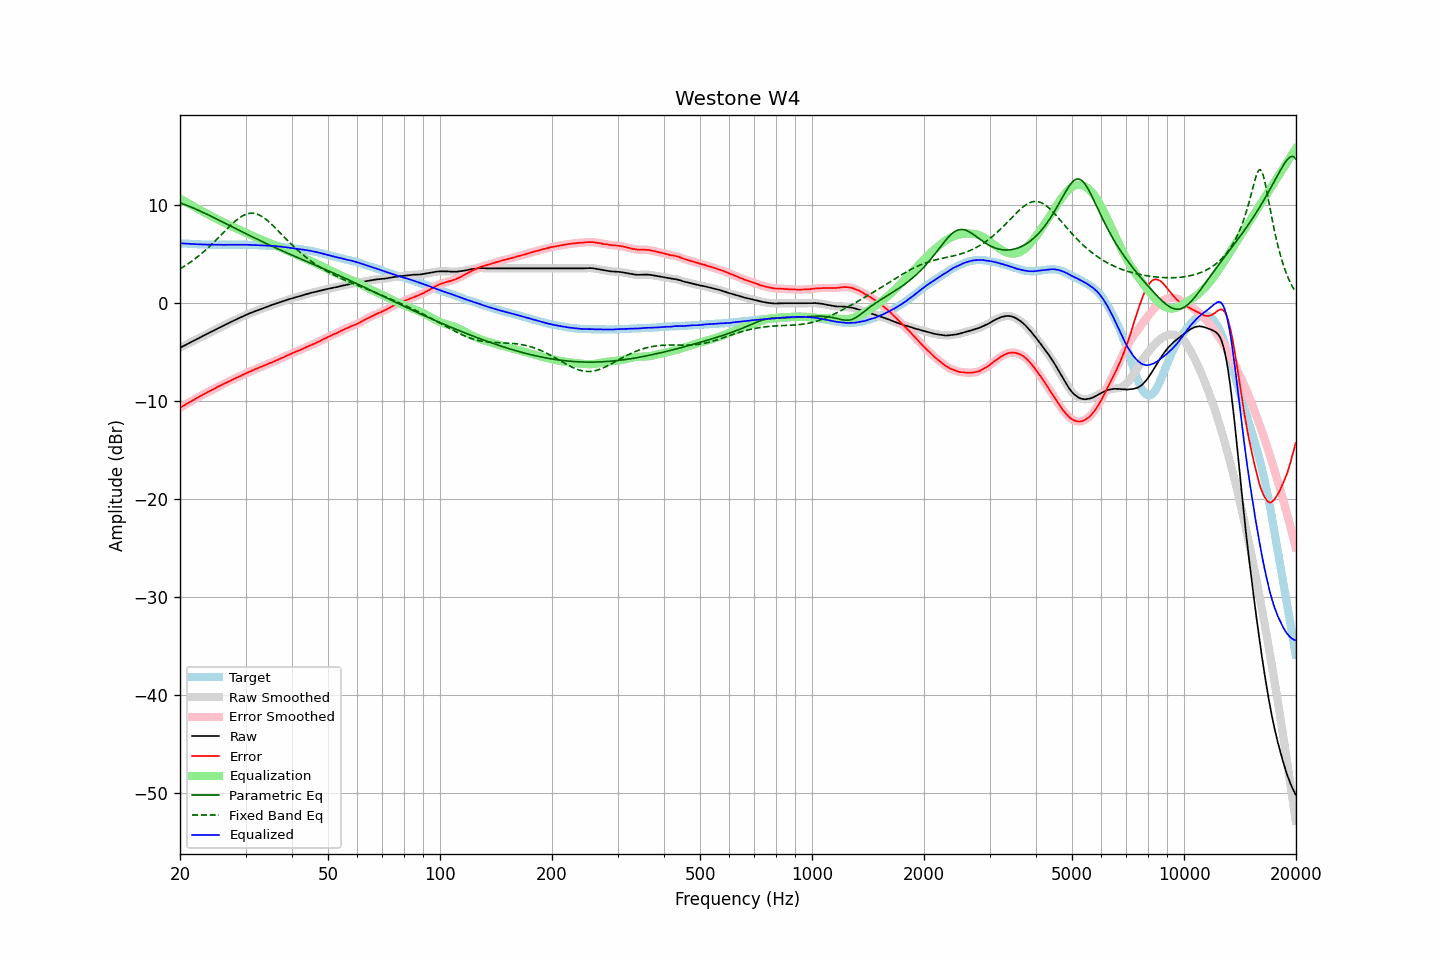 Westone W4
Amplitude (dBr)
10
0
−10
−20
−30
−40
−50
Target
Raw Smoothed
Error Smoothed
Raw
Error
Equalization
Parametric Eq
Fixed Band Eq
Equalized
20 50 100 200 500 1000 2000 5000 10000 20000
Frequency (Hz)